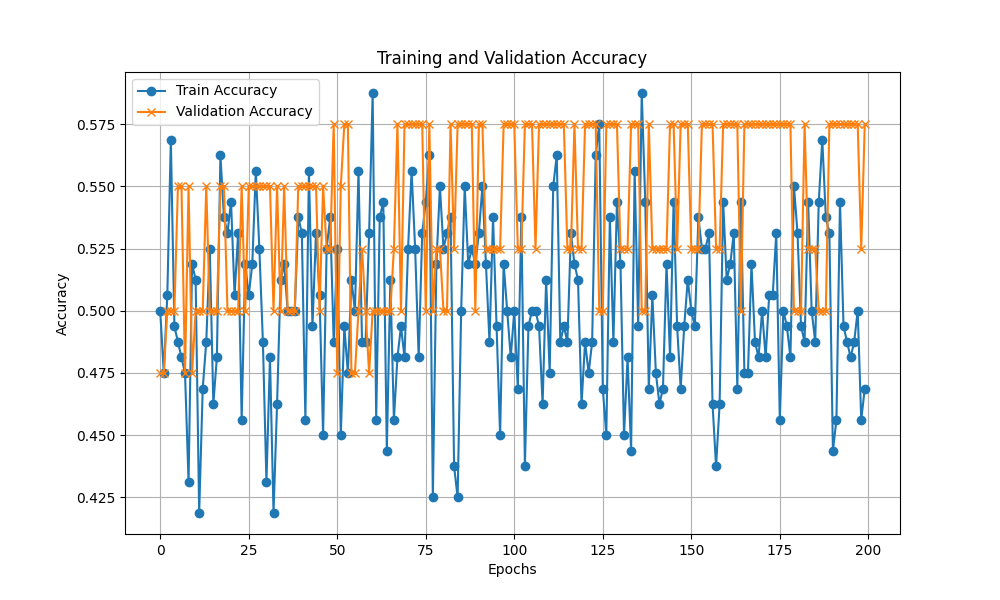 Training and Validation Accuracy
Train Accuracy
Validation Accuracy
0.575
0.550
0.525
0.500
0.475
0.450
0.425
Accuracy
0 25 50 75 100 125 150 175 200
Epochs